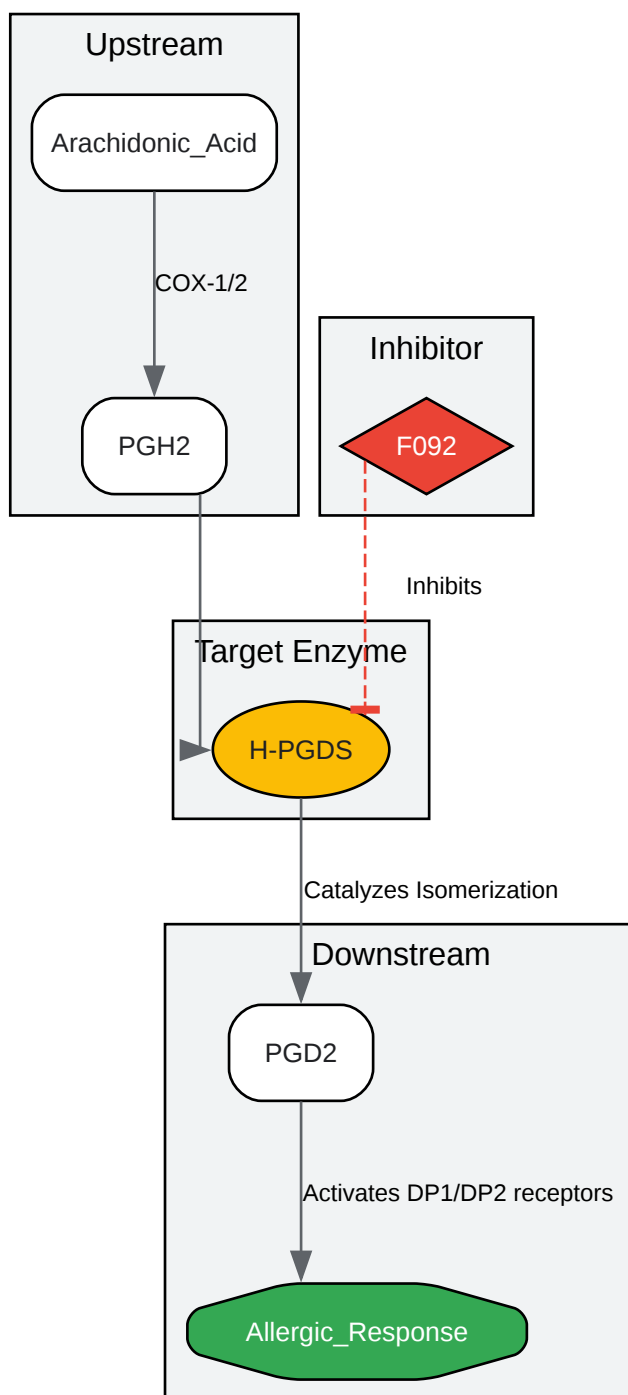 Upstream
Arachidonic_Acid
COX-1/2
PGH2
Inhibitor
F092
Inhibits
Target Enzyme
H-PGDS
Catalyzes Isomerization
Downstream
PGD2
Activates DP1/DP2 receptors
Allergic_Response